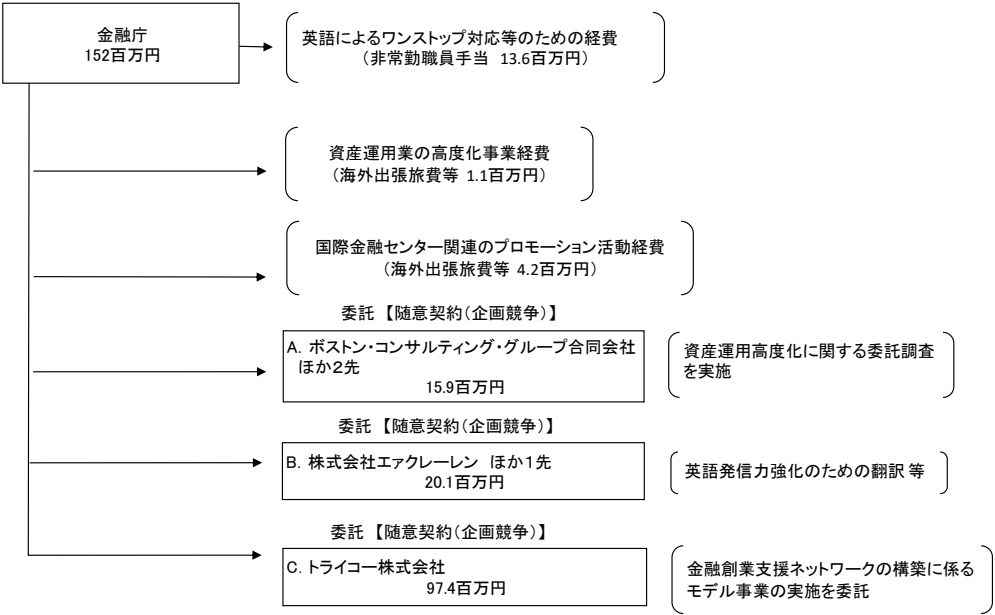 金融庁
152百万円
英語によるワンストップ対応等のための経費
（非常勤職員手当 13.6百万円）
資産運用業の高度化事業経費
（海外出張旅費等 1.1百万円）
国際金融センター関連のプロモーション活動経費
（海外出張旅費等 4.2百万円）
委託 【随意契約（企画競争）】
A. ボストン・コンサルティング・グループ合同会社
ほか２先
15.9百万円
資産運用高度化に関する委託調査
を実施
委託 【随意契約（企画競争）】
B. 株式会社エァクレーレン ほか１先
20.1百万円
英語発信力強化のための翻訳 等
委託 【随意契約（企画競争）】
C. トライコー株式会社
97.4百万円
金融創業支援ネットワークの構築に係る
モデル事業の実施を委託